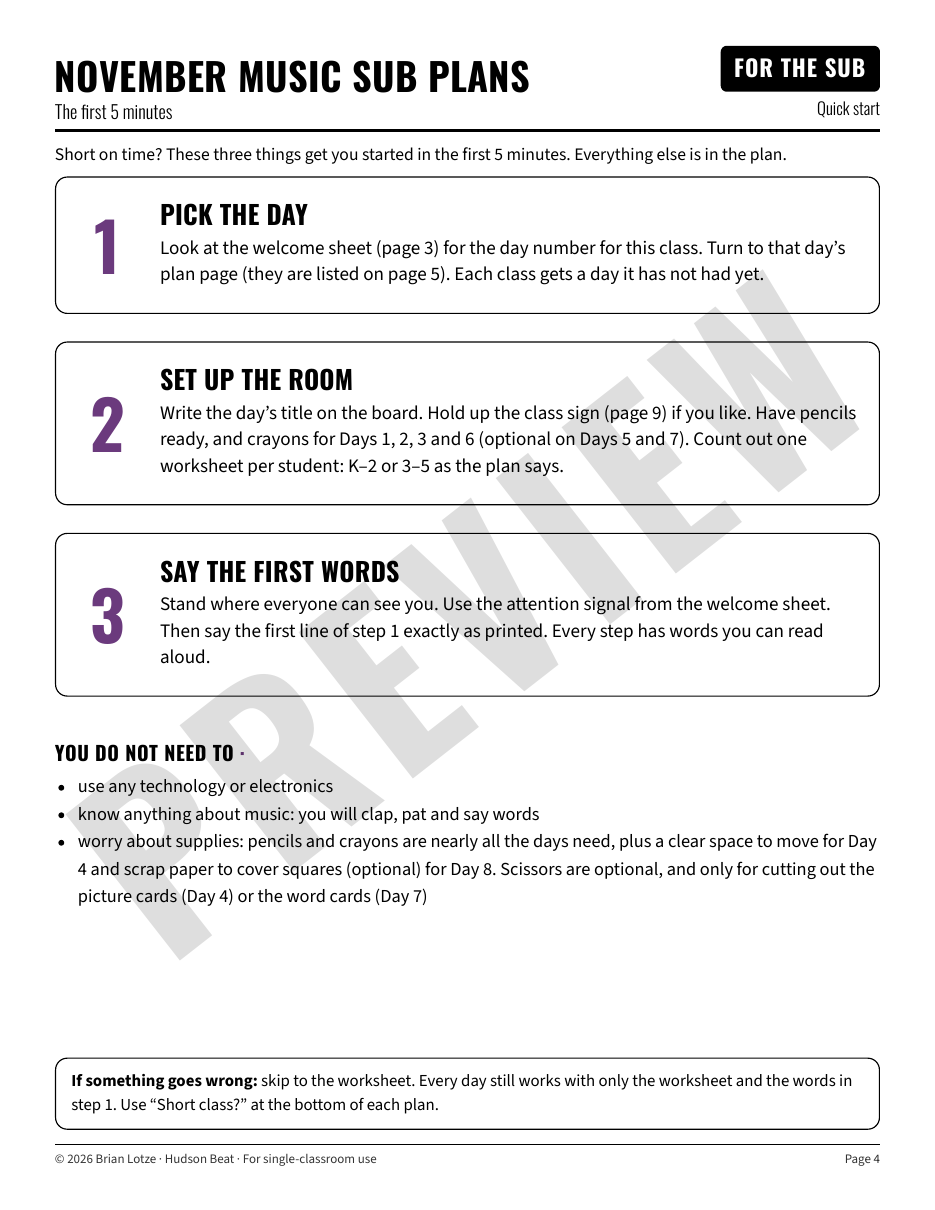 NOVEMBER MUSIC SUB PLANS
FOR THE SUB
The first 5 minutes
Quick start
Short on time? These three things get you started in the first 5 minutes. Everything else is in the plan.
1
PICK THE DAY
Look at the welcome sheet (page 3) for the day number for this class. Turn to that day’s
plan page (they are listed on page 5). Each class gets a day it has not had yet.
2
SET UP THE ROOM
Write the day’s title on the board. Hold up the class sign (page 9) if you like. Have pencils
ready, and crayons for Days 1, 2, 3 and 6 (optional on Days 5 and 7). Count out one
worksheet per student: K–2 or 3–5 as the plan says.
3
SAY THE FIRST WORDS
Stand where everyone can see you. Use the attention signal from the welcome sheet.
Then say the first line of step 1 exactly as printed. Every step has words you can read
aloud.
PREVIEW
YOU DO NOT NEED TO ·
• use any technology or electronics
• know anything about music: you will clap, pat and say words
• worry about supplies: pencils and crayons are nearly all the days need, plus a clear space to move for Day
4 and scrap paper to cover squares (optional) for Day 8. Scissors are optional, and only for cutting out the
picture cards (Day 4) or the word cards (Day 7)
If something goes wrong: skip to the worksheet. Every day still works with only the worksheet and the words in
step 1. Use “Short class?” at the bottom of each plan.
© 2026 Brian Lotze · Hudson Beat · For single-classroom use
Page 4